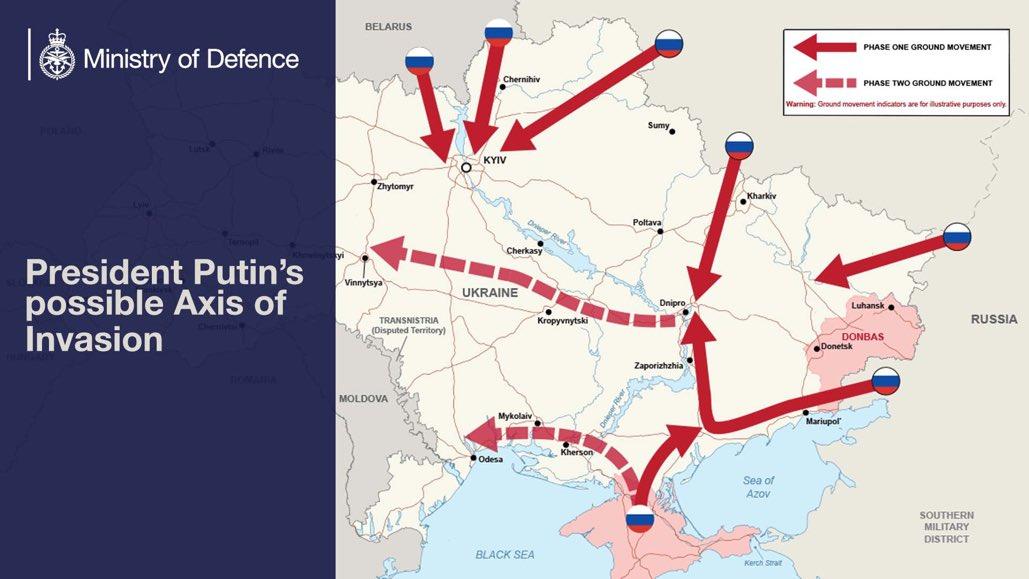 Ministry of Defence
President Putin's
possible Axis of
Invasion
BELARUS
PHASE ONE GROUND MOVEMENT
PHASE TWO GROUND MOVEMENT
Warning: Ground movement indicators are for illustrative purposes only.
Chernihiv
Sumy
KYIV
Zhytomyr
Kharkiv
Poltava
Dnieper River
Cherkasy
Vinnytsya
UKRAINE
Dnipro
Luhansk
Kropyvnytski
TRANSNISTRIA
(Disputed Territory)
RUSSIA
DONBAS
Donetsk
Zaporizhzhia
MOLDOVA
Dnieper River
Mykolaiv
Mariupol'
Kherson
Odesa
Sea of
Azov
SOUTHERN
MILITARY
DISTRICT
BLACK SEA
Kerch Strait
POLAND
Lutsk
Rivne
Lviv
Ternopil
Khmelnytskyi
ROMANIA